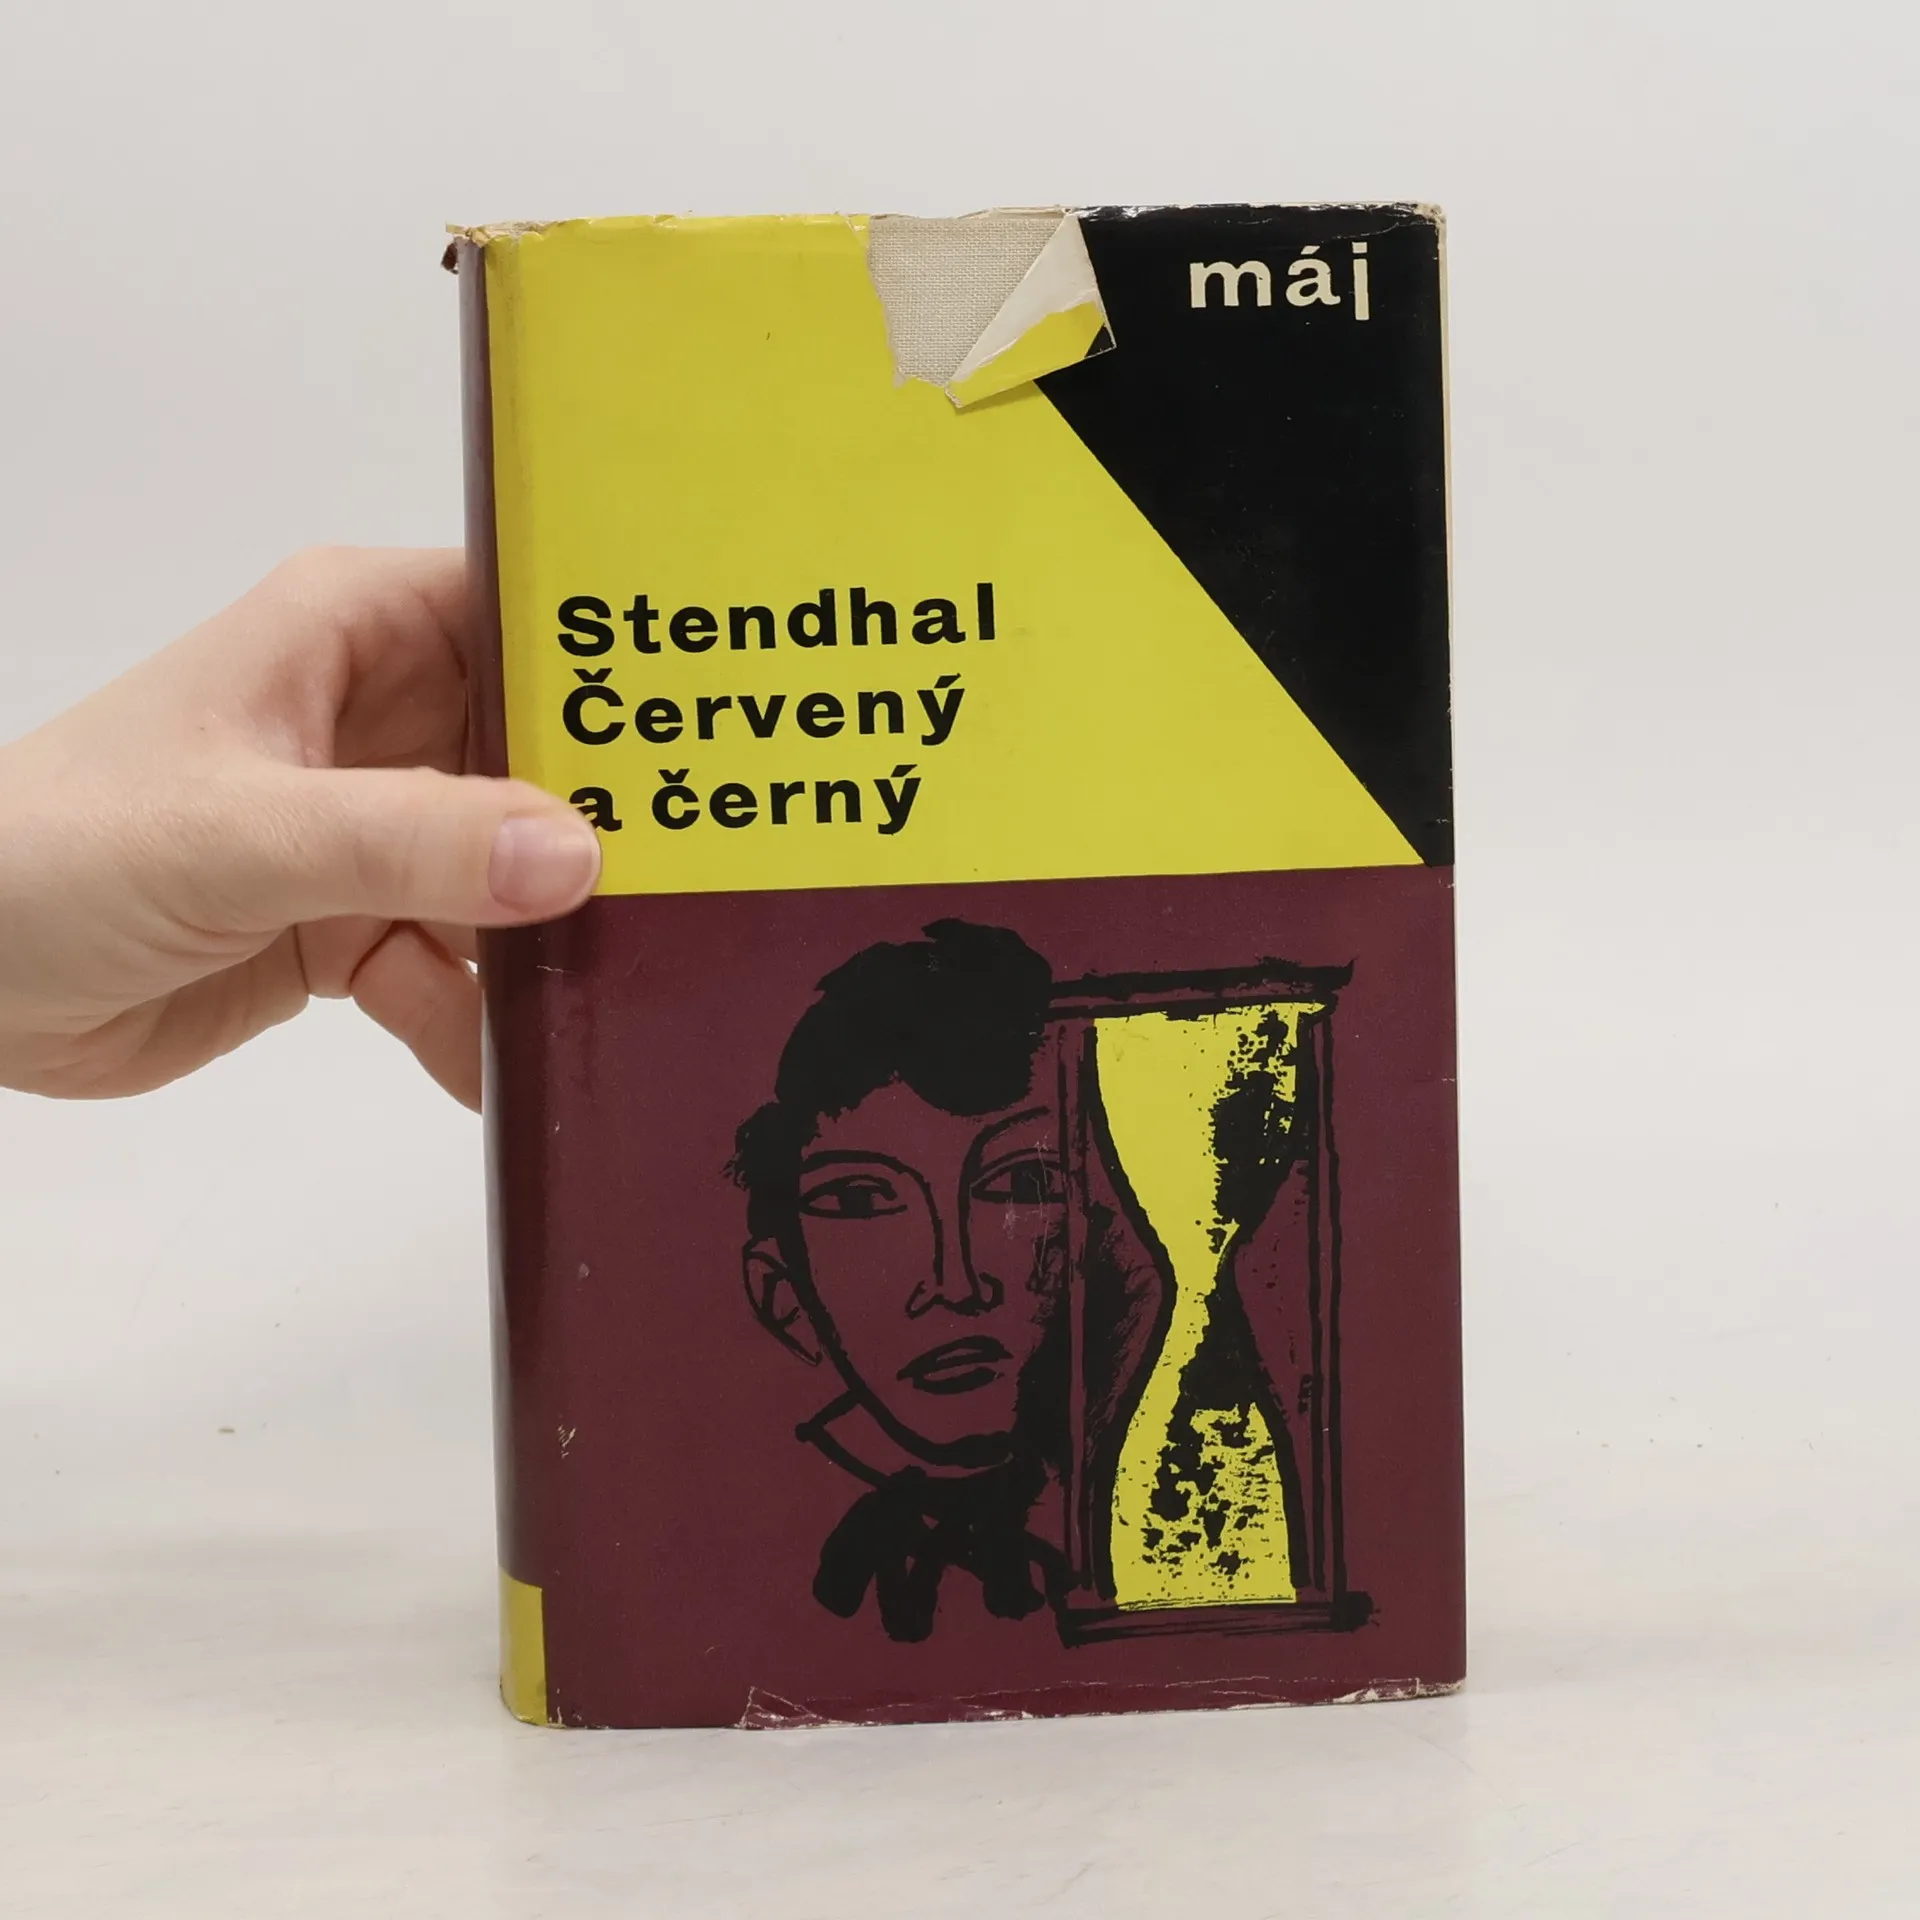 máj
Stendhal
Červený
a černý